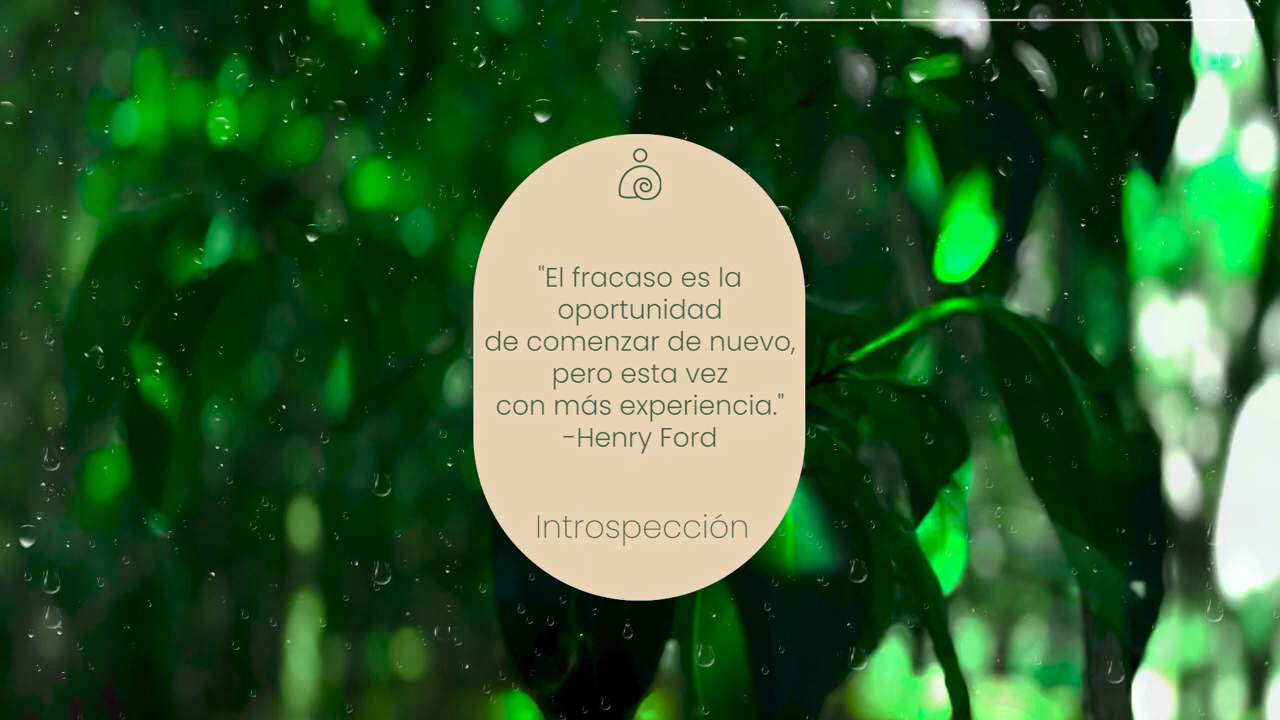 "El fracaso es la
oportunidad
de comenzar de nuevo,
pero esta vez
con más experiencia."
-Henry Ford
Introspección